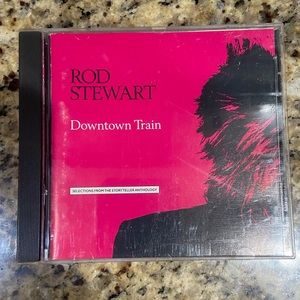 ROD
STEWART
Downtown Train
SELECTIONS FROM THE STORYTELLER ANTHOLOGY